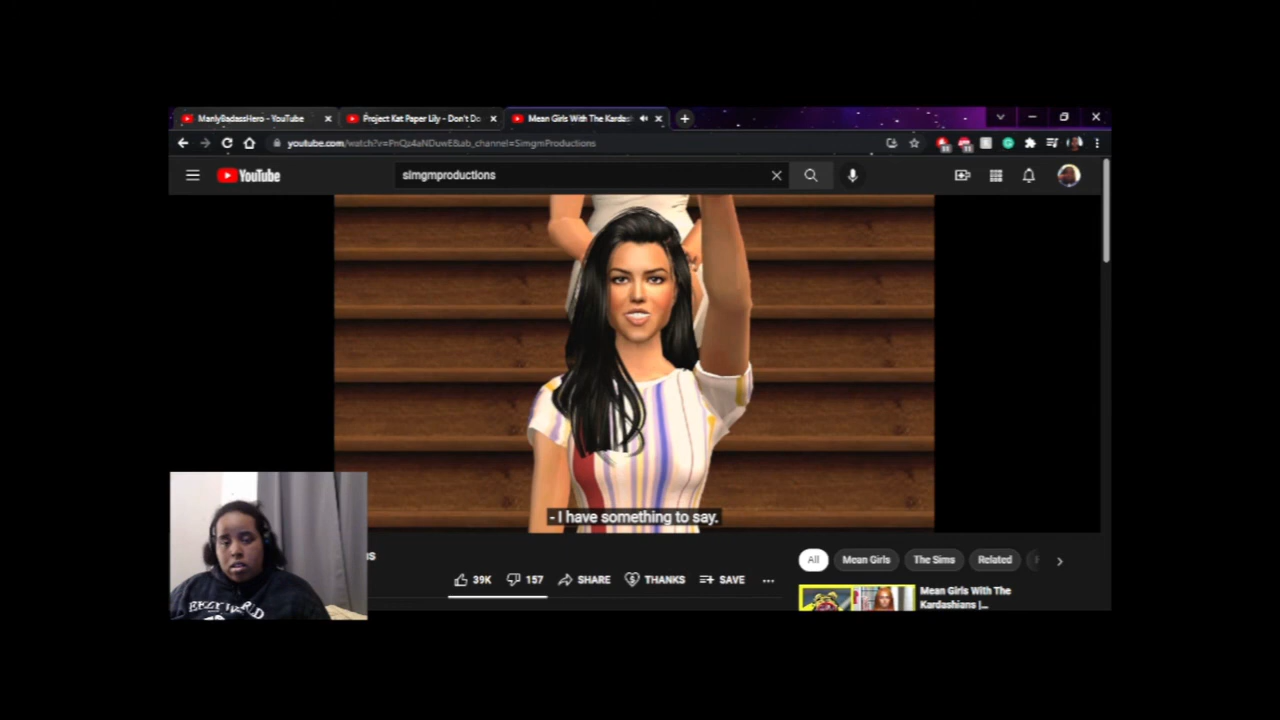 ManlyBadassHero - YouTube
Project Kat Paper Lily - Don't Do
Mean Girls With The Kardas
simgmproductions
YouTube
- I have something to say.
39K
157
SHARE
THANKS
SAVE
All
Mean Girls
The Sims
Related
Mean Girls With The
Kardashians |...